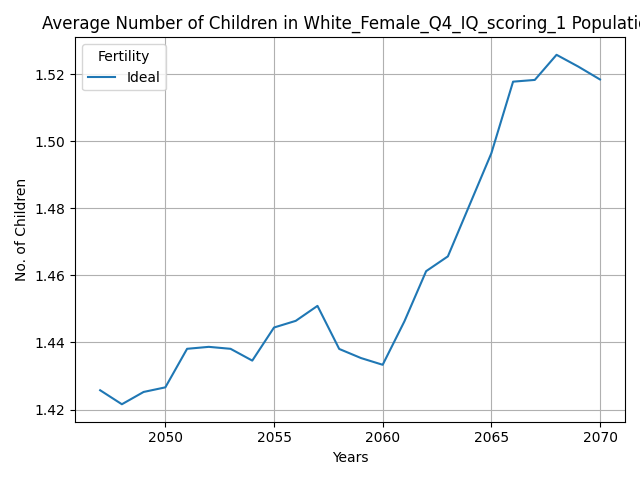 Average Number of Children in White_Female_Q4_IQ_scoring_1 Populatio
Fertility
Ideal
No. of Children
1.52
1.50
1.48
1.46
1.44
1.42
2050 2055 2060 2065 2070
Years